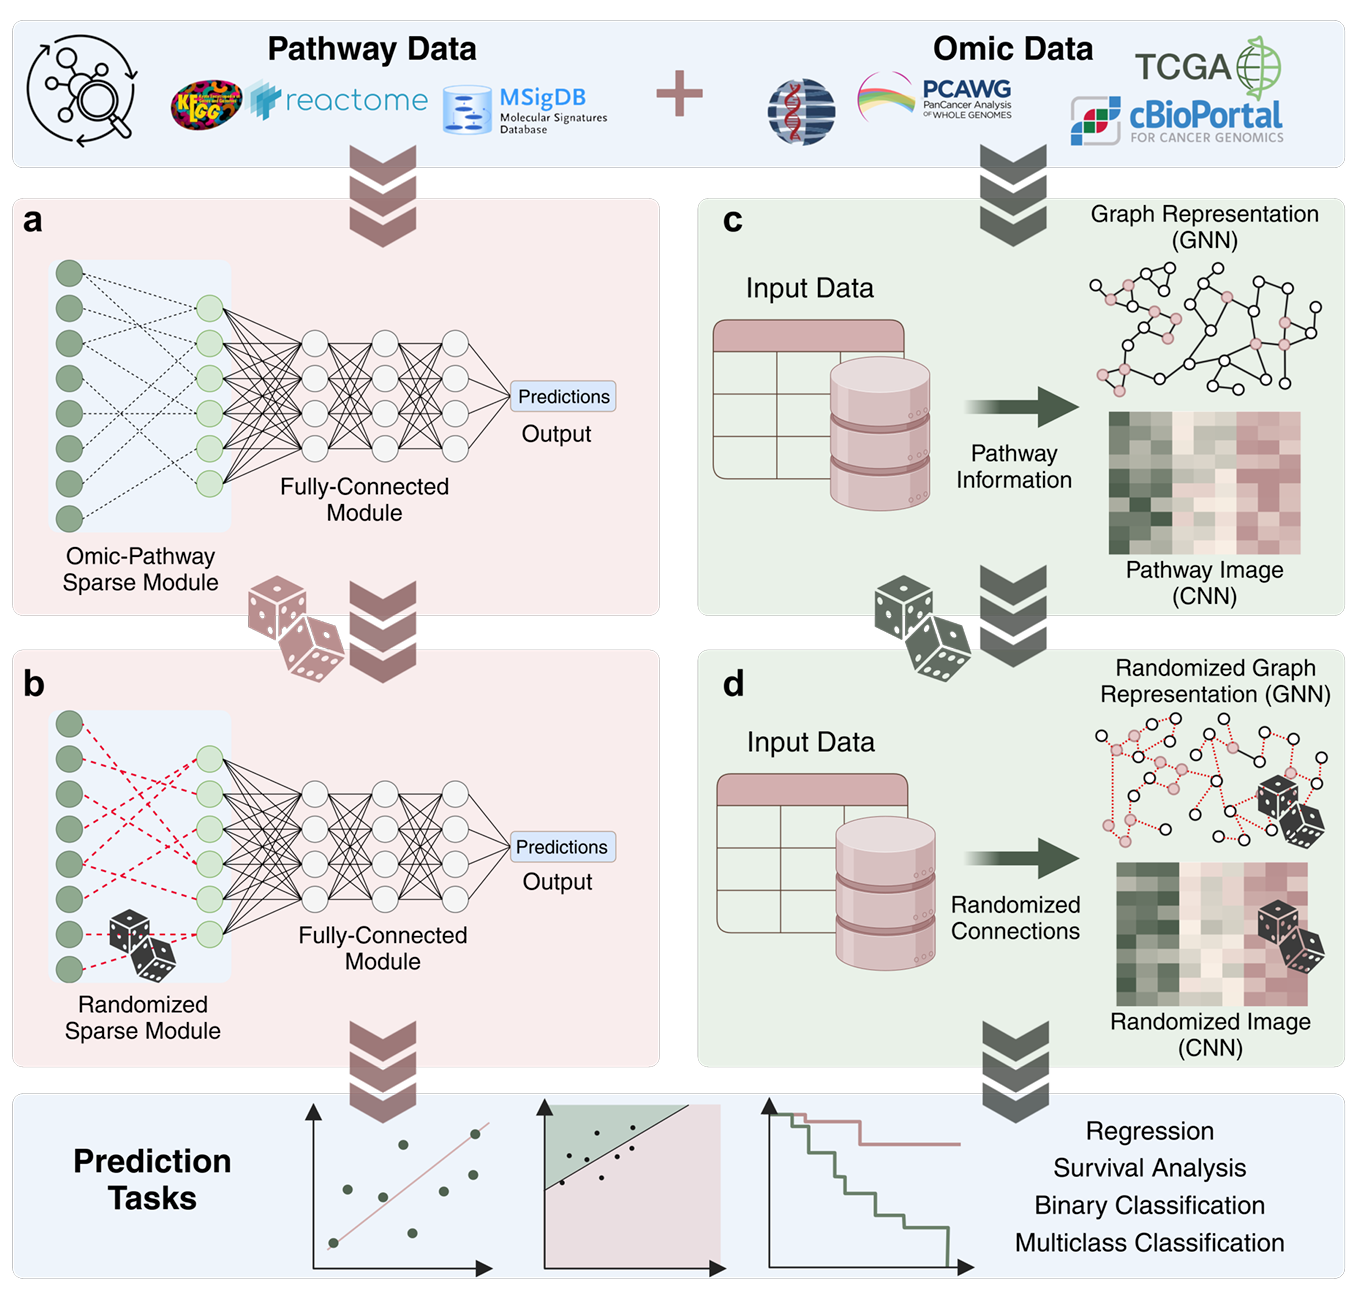 Pathway Data
Omic Data
KEGG
reactome
MSigDB
Molecular Signatures
Database
PCAWG
PanCancer Analysis
OF WHOLE GENOMES
TCGA
cBioPortal
FOR CANCER GENOMICS
a
Predictions
Output
Fully-Connected
Module
Omic-Pathway
Sparse Module
c
Input Data
Graph Representation
(GNN)
Pathway
Information
Pathway Image
(CNN)
b
Predictions
Output
Fully-Connected
Module
Randomized
Sparse Module
d
Input Data
Randomized Graph
Representation (GNN)
Randomized
Connections
Randomized Image
(CNN)
Prediction
Tasks
Regression
Survival Analysis
Binary Classification
Multiclass Classification